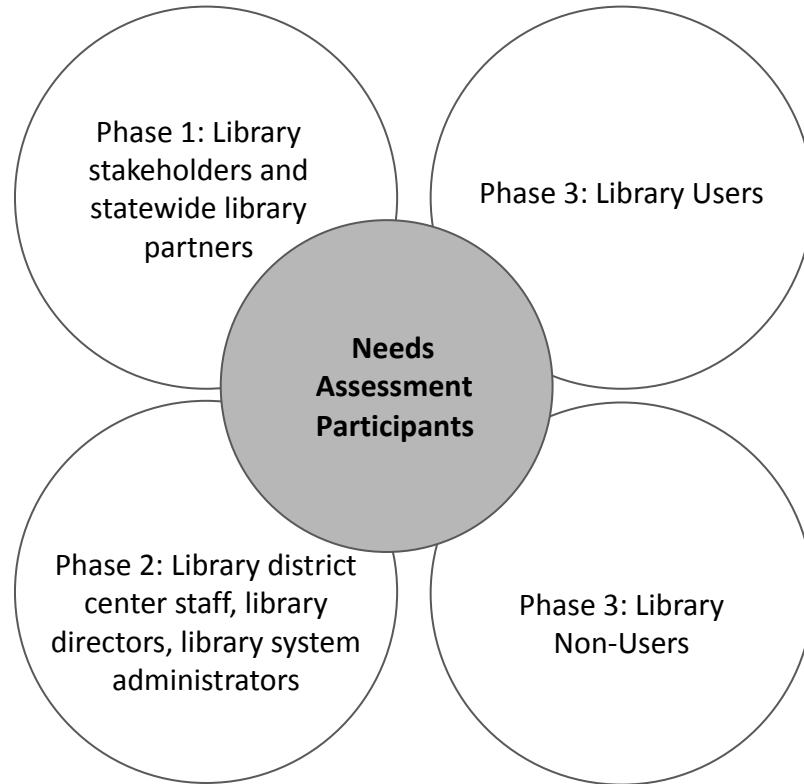 Phase 1: Library
stakeholders and
statewide library
partners
Phase 3: Library Users
Needs
Assessment
Participants
Phase 2: Library district
center staff, library
directors, library system
administrators
Phase 3: Library
Non-Users